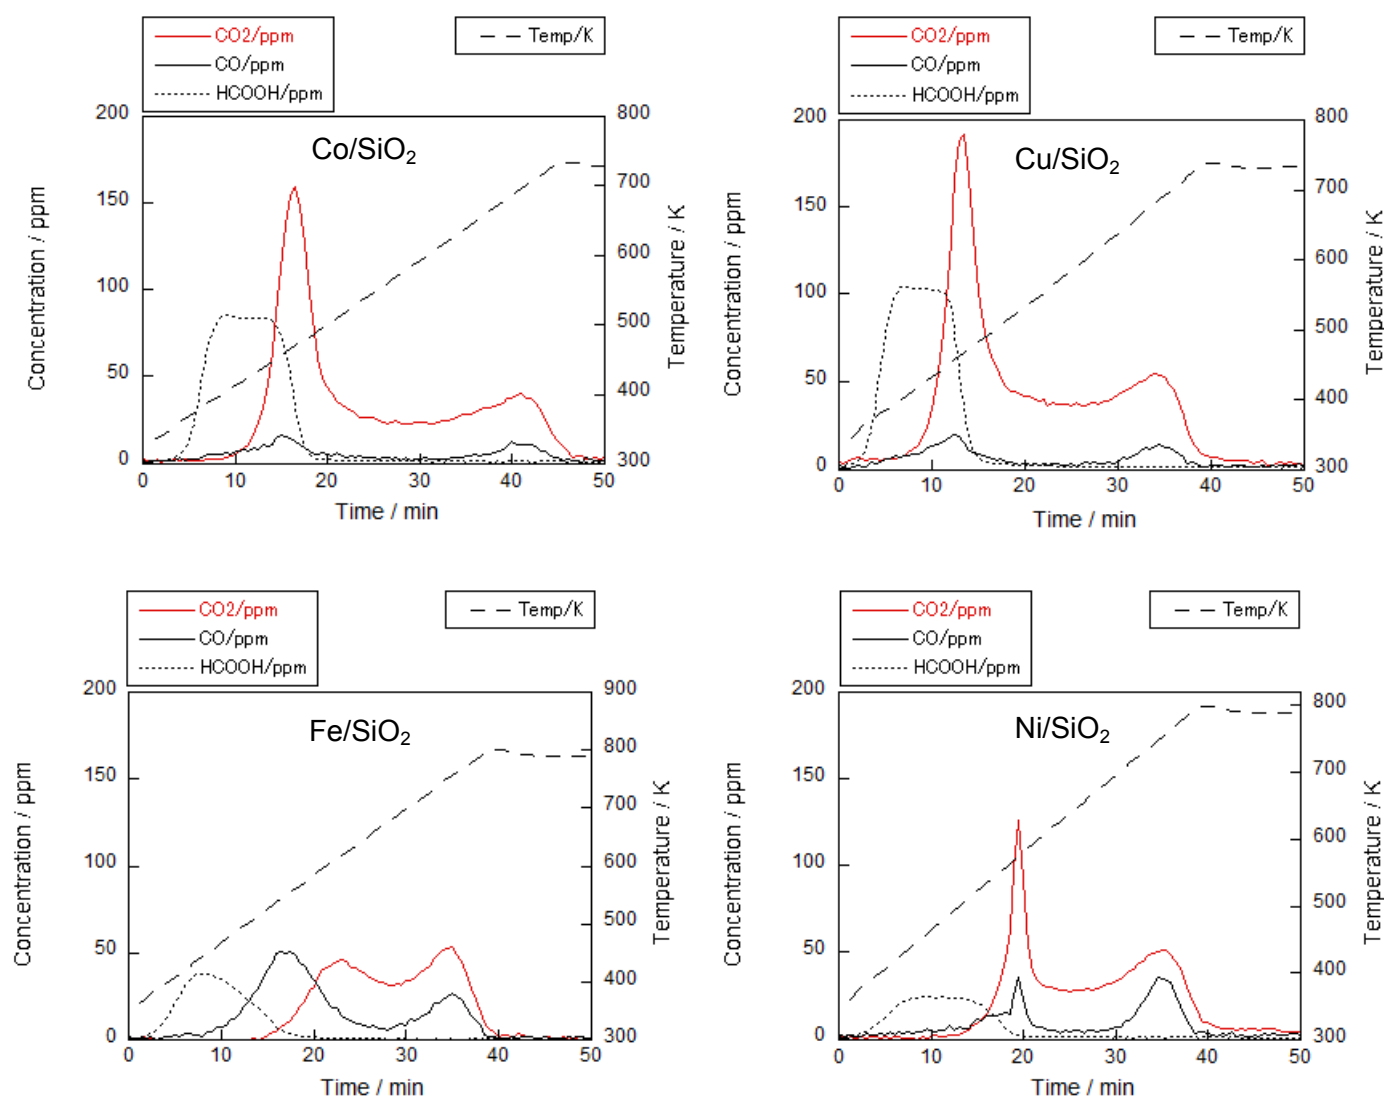 CO2/ppm
CO/ppm
HCOOH/ppm
Temp/K
Co/SiO2
200
150
100
50
0
800
700
600
500
400
300
Concentration / ppm
Temperature / K
0 10 20 30 40 50
Time / min
CO2/ppm
CO/ppm
HCOOH/ppm
Temp/K
Cu/SiO2
200
150
100
50
0
800
700
600
500
400
300
Concentration / ppm
Temperature / K
0 10 20 30 40 50
Time / min
CO2/ppm
CO/ppm
HCOOH/ppm
Temp/K
Fe/SiO2
200
150
100
50
0
900
800
700
600
500
400
300
Concentration / ppm
Temperature / K
0 10 20 30 40 50
Time / min
CO2/ppm
CO/ppm
HCOOH/ppm
Temp/K
Ni/SiO2
200
150
100
50
0
800
700
600
500
400
300
Concentration / ppm
Temperature / K
0 10 20 30 40 50
Time / min